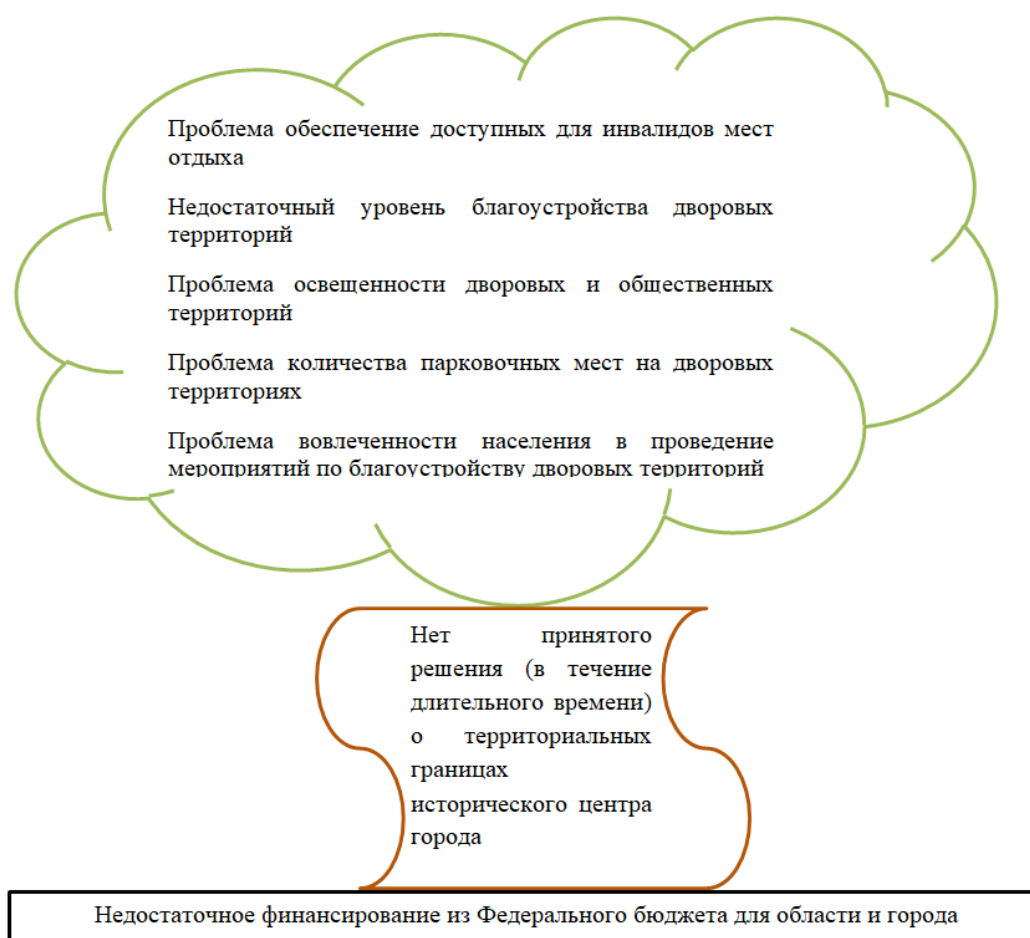 Проблема обеспечение доступных для инвалидов мест
отдыха
Недостаточный уровень благоустройства дворовых
территорий
Проблема освещенности дворовых и общественных
территорий
Проблема количества парковочных мест на дворовых
территориях
Проблема вовлеченности населения в проведение
мероприятий по благоустройству дворовых территорий
Нет принятого
решения (в течение
длительного времени)
о территориальных
границах
исторического центра
города
Недостаточное финансирование из Федерального бюджета для области и города